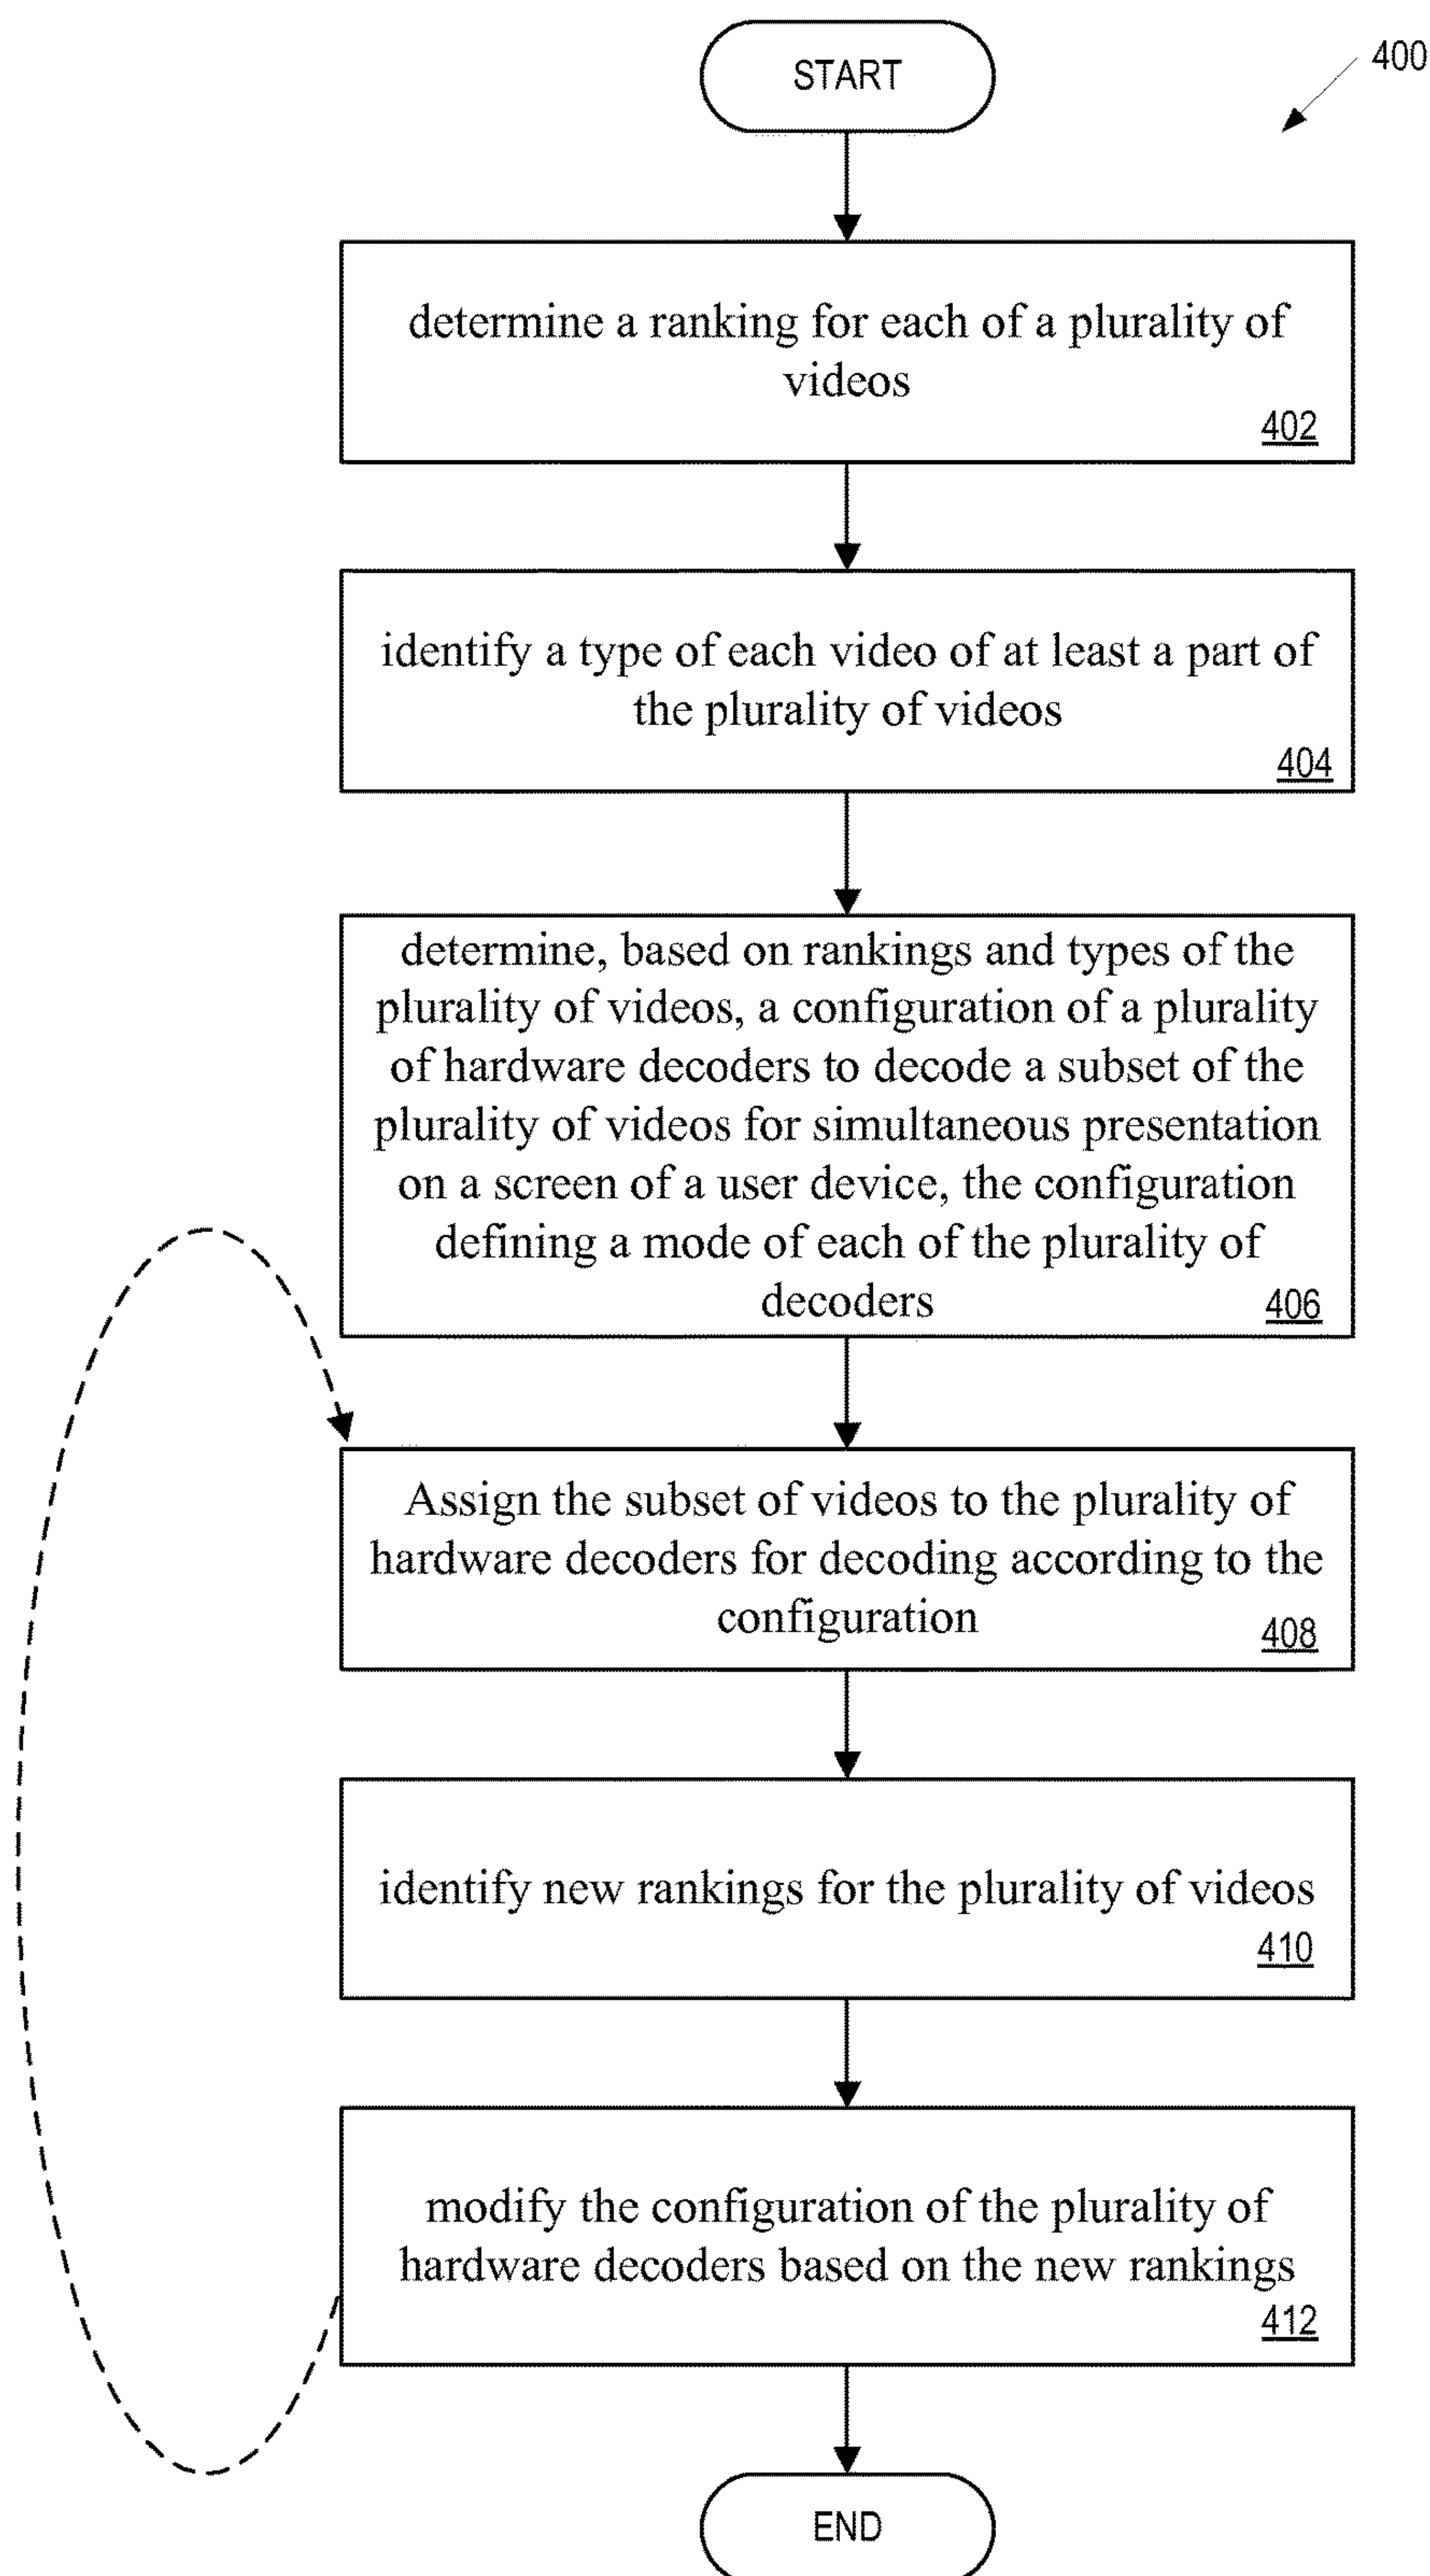 START
400
determine a ranking for each of a plurality of
videos
402
identify a type of each video of at least a part of
the plurality of videos
404
determine, based on rankings and types of the
plurality of videos, a configuration of a plurality
of hardware decoders to decode a subset of the
plurality of videos for simultaneous presentation
on a screen of a user device, the configuration
defining a mode of each of the plurality of
decoders
406
Assign the subset of videos to the plurality of
hardware decoders for decoding according to the
configuration
408
identify new rankings for the plurality of videos
410
modify the configuration of the plurality of
hardware decoders based on the new rankings
412
END